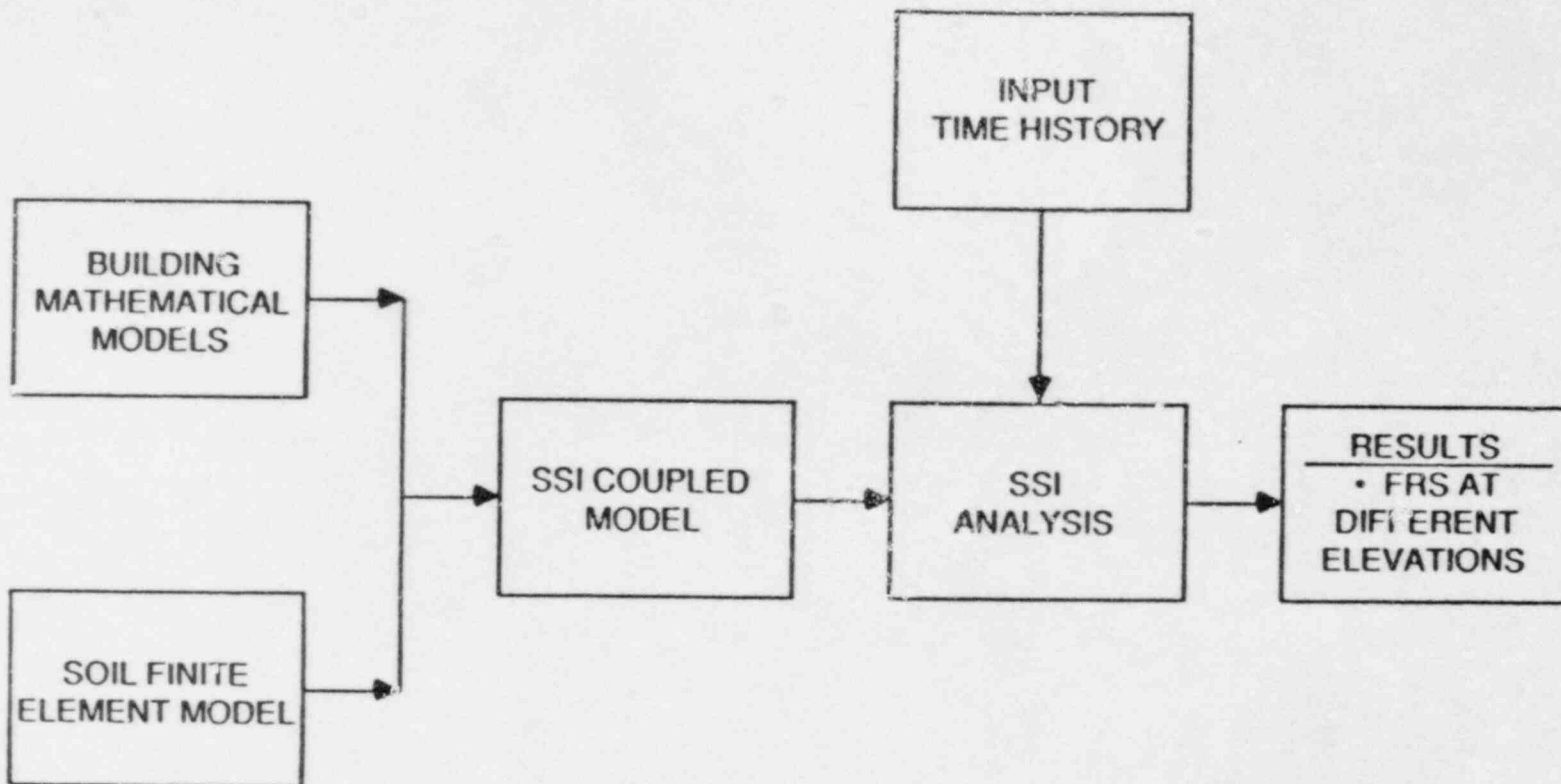 INPUT
TIME HISTORY
BUILDING
MATHEMATICAL
MODELS
SSI COUPLED
MODEL
SSI
ANALYSIS
RESULTS
• FRS AT
DIFFERENT
ELEVATIONS
SOIL FINITE
ELEMENT MODEL